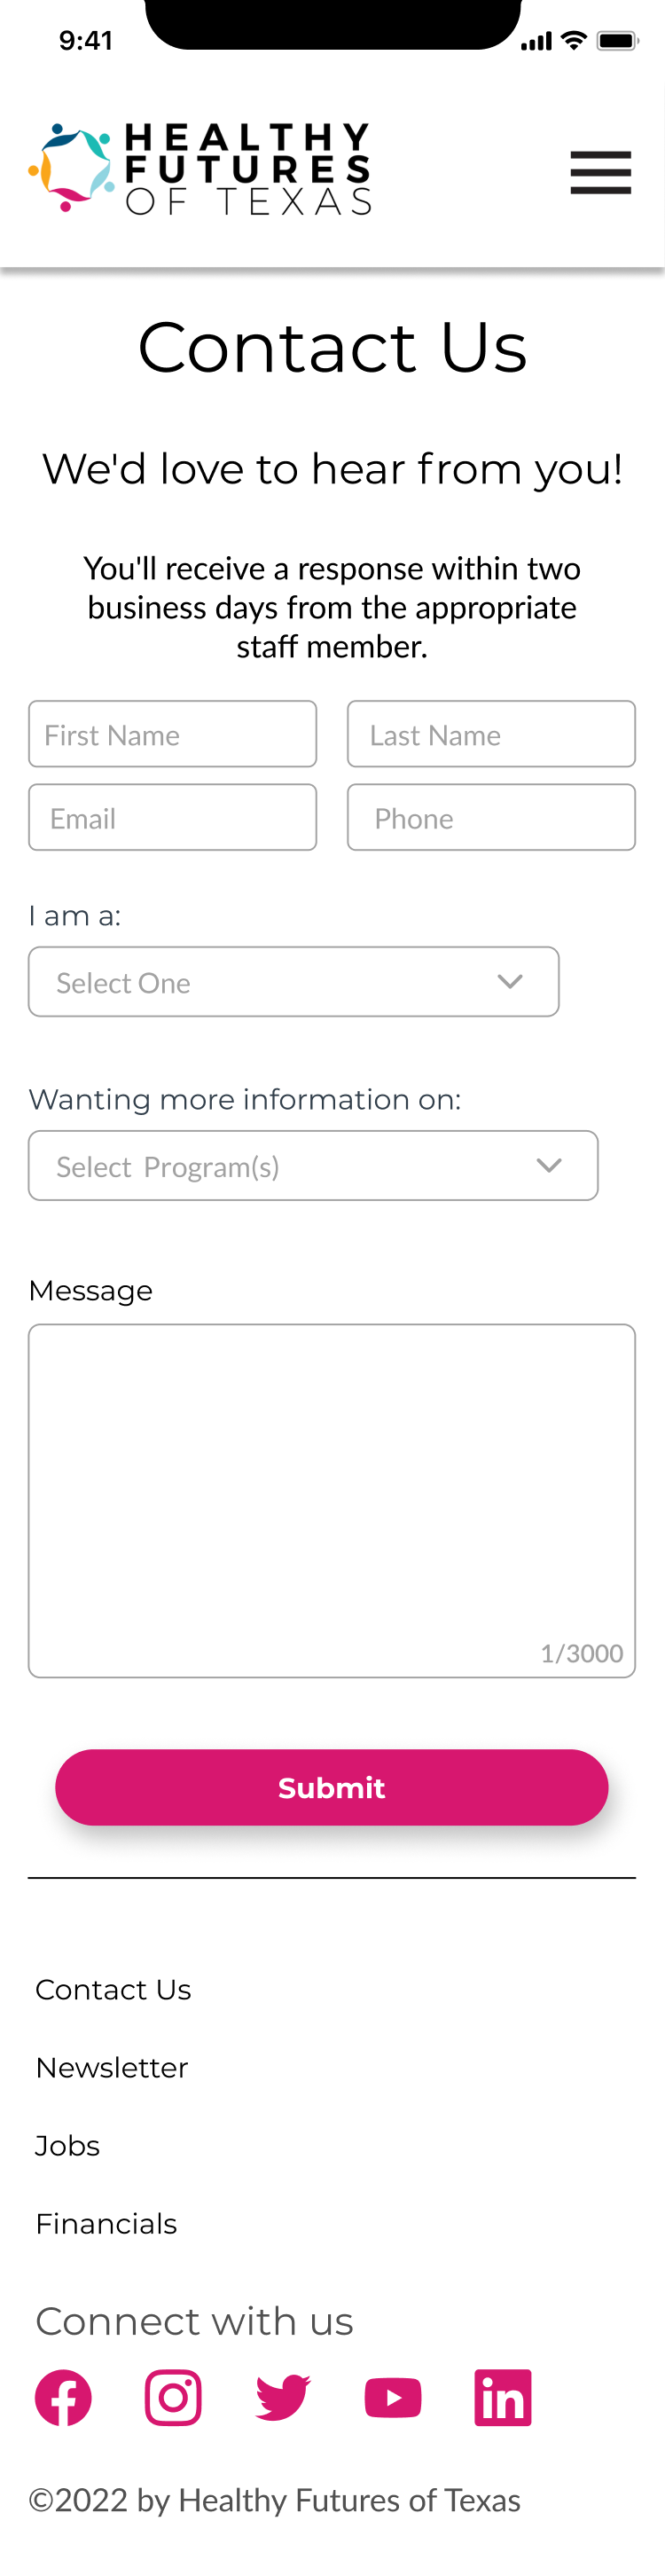 9:41
HEALTHY
FUTURES
OF TEXAS
Contact Us
We'd love to hear from you!
You'll receive a response within two
business days from the appropriate
staff member.
First Name
Last Name
Email
Phone
I am a:
Select One
Wanting more information on:
Select Program(s)
Message
1/3000
Submit
Contact Us
Newsletter
Jobs
Financials
Connect with us
©2022 by Healthy Futures of Texas